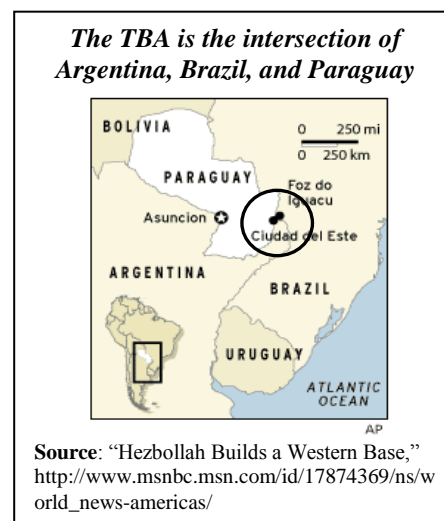 The TBA is the intersection of
Argentina, Brazil, and Paraguay
BOLIVIA
0 250 mi
0 250 km
PARAGUAY
Foz do
Iguacu
Asuncion
Ciudad del Este
ARGENTINA
BRAZIL
URUGUAY
ATLANTIC
OCEAN
AP
Source: “Hezbollah Builds a Western Base,”
http://www.msnbc.msn.com/id/17874369/ns/w
orld_news-americas/